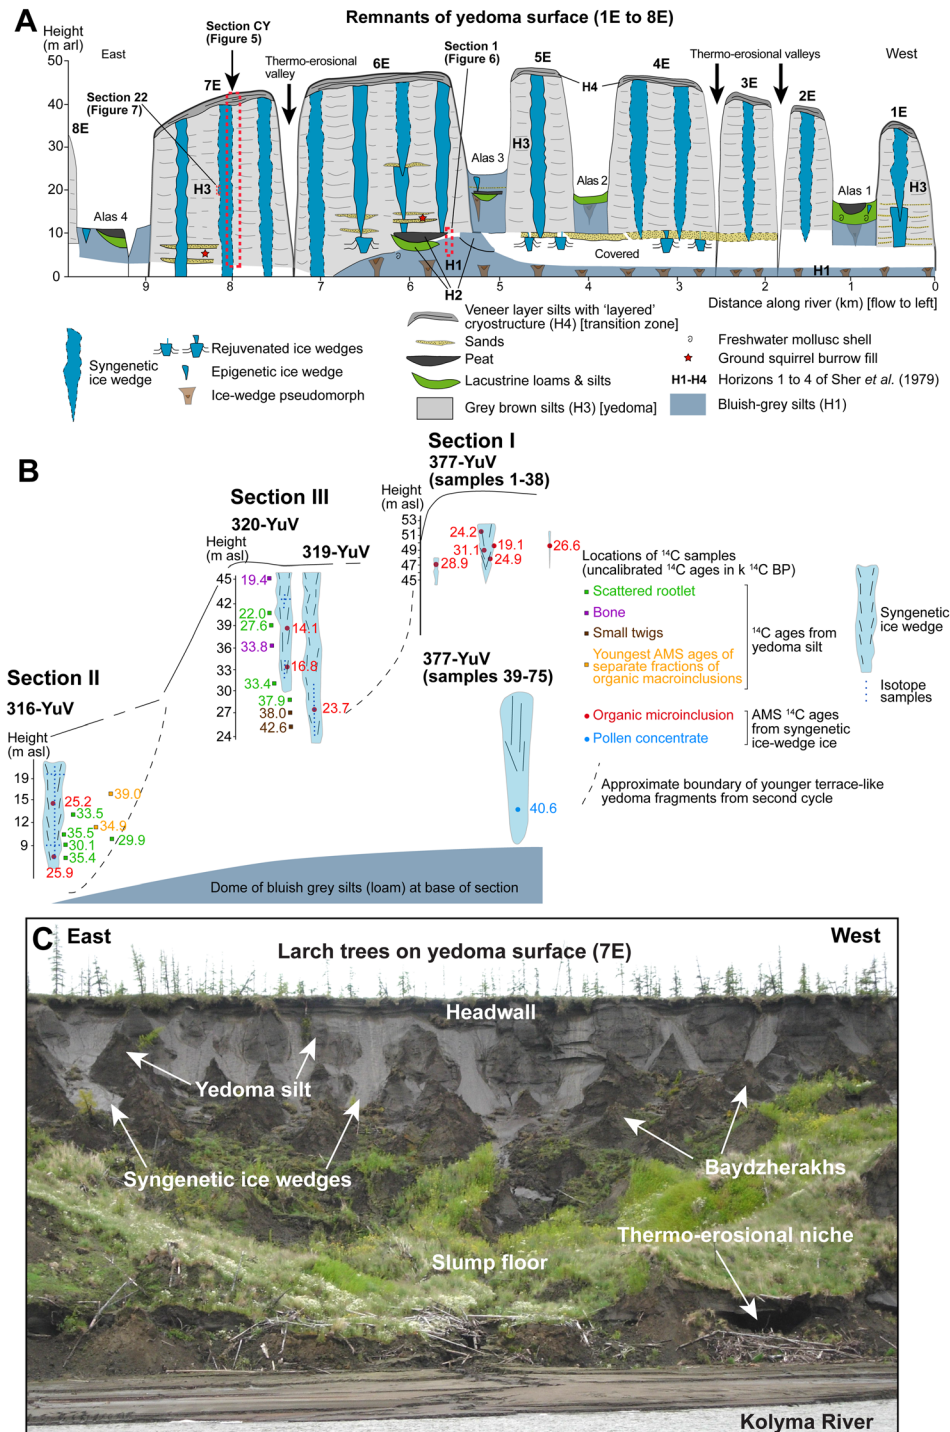 A
Remnants of yedoma surface (1E to 8E)
Height
(m arl)
East
Section CY
(Figure 5)
Thermo-erosional
valley
Section 1
(Figure 6)
Thermo-erosional valleys
West
Section 22
(Figure 7)
8E
7E
6E
5E
H4
4E
3E
2E
1E
50
40
30
20
10
0
H3
H3
H3
Alas 4
Alas 3
Alas 2
Alas 1
Covered
H1
H2
H1
9
8
7
6
5
4
3
2
1
0
Distance along river (km) [flow to left]
Syngenetic
ice wedge
Rejuvenated ice wedges
Epigenetic ice wedge
Ice-wedge pseudomorph
Veneer layer silts with ‘layered’
cryostructure (H4) [transition zone]
Sands
Peat
Lacustrine loams & silts
Grey brown silts (H3) [yedoma]
Freshwater mollusc shell
Ground squirrel burrow fill
H1-H4 Horizons 1 to 4 of Sher et al. (1979)
Bluish-grey silts (H1)
B
Section I
377-YuV
(samples 1-38)
Height
(m asl)
53
51
49
47
45
24.2
31.1
19.1
24.9
28.9
26.6
Section III
320-YuV
Height
(m asl)
319-YuV
45
42
39
36
33
30
27
24
19.4
22.0
27.6
33.8
33.4
37.9
38.0
42.6
14.1
16.8
23.7
377-YuV
(samples 39-75)
40.6
Section II
316-YuV
Height
(m asl)
19
15
12
9
25.2
39.0
33.5
34.9
35.5
29.9
30.1
35.4
25.9
Locations of 14C samples
(uncalibrated 14C ages in k 14C BP)
Scattered rootlet
Bone
Small twigs
Youngest AMS ages of
separate fractions of
organic macroinclusions
14C ages from
yedoma silt
Organic microinclusion
Pollen concentrate
AMS 14C ages
from syngenetic
ice-wedge ice
Syngenetic
ice wedge
Isotope
samples
Approximate boundary of younger terrace-like
yedoma fragments from second cycle
Dome of bluish grey silts (loam) at base of section
C
East
West
Larch trees on yedoma surface (7E)
Headwall
Yedoma silt
Syngenetic ice wedges
Baydzherakhs
Thermo-erosional niche
Slump floor
Kolyma River